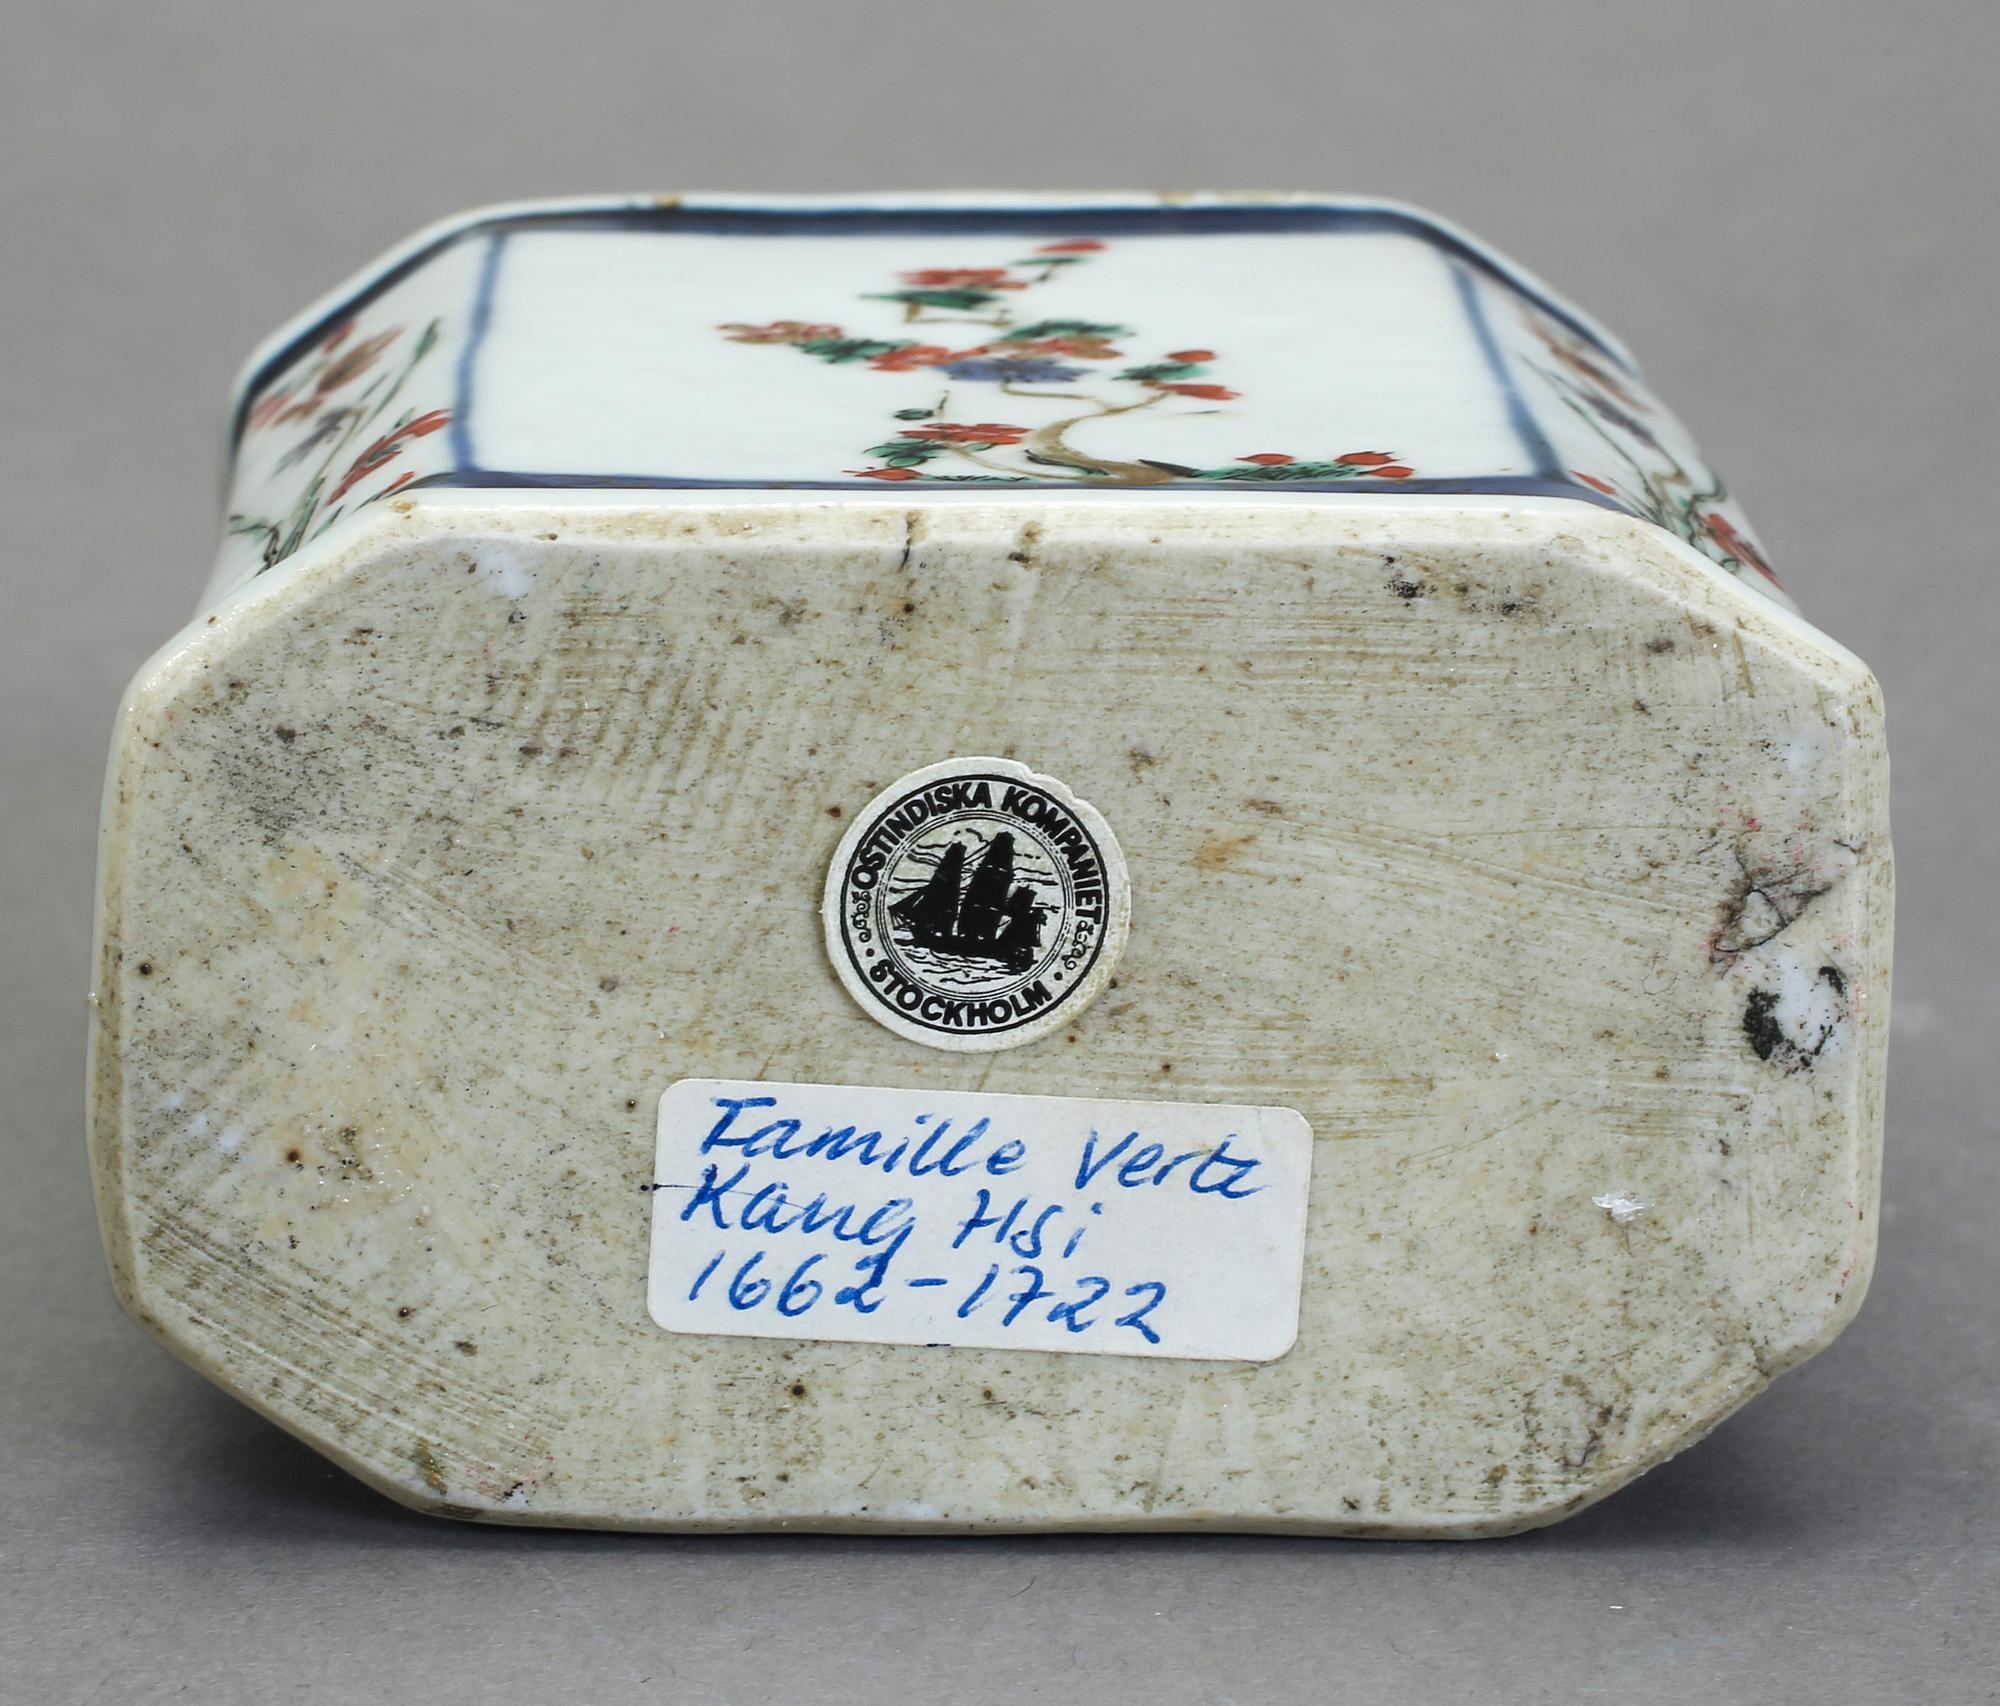 OSTINDISKA KOMPANIET
STOCKHOLM
Famille Verte
Kang Hsi
1662-1722